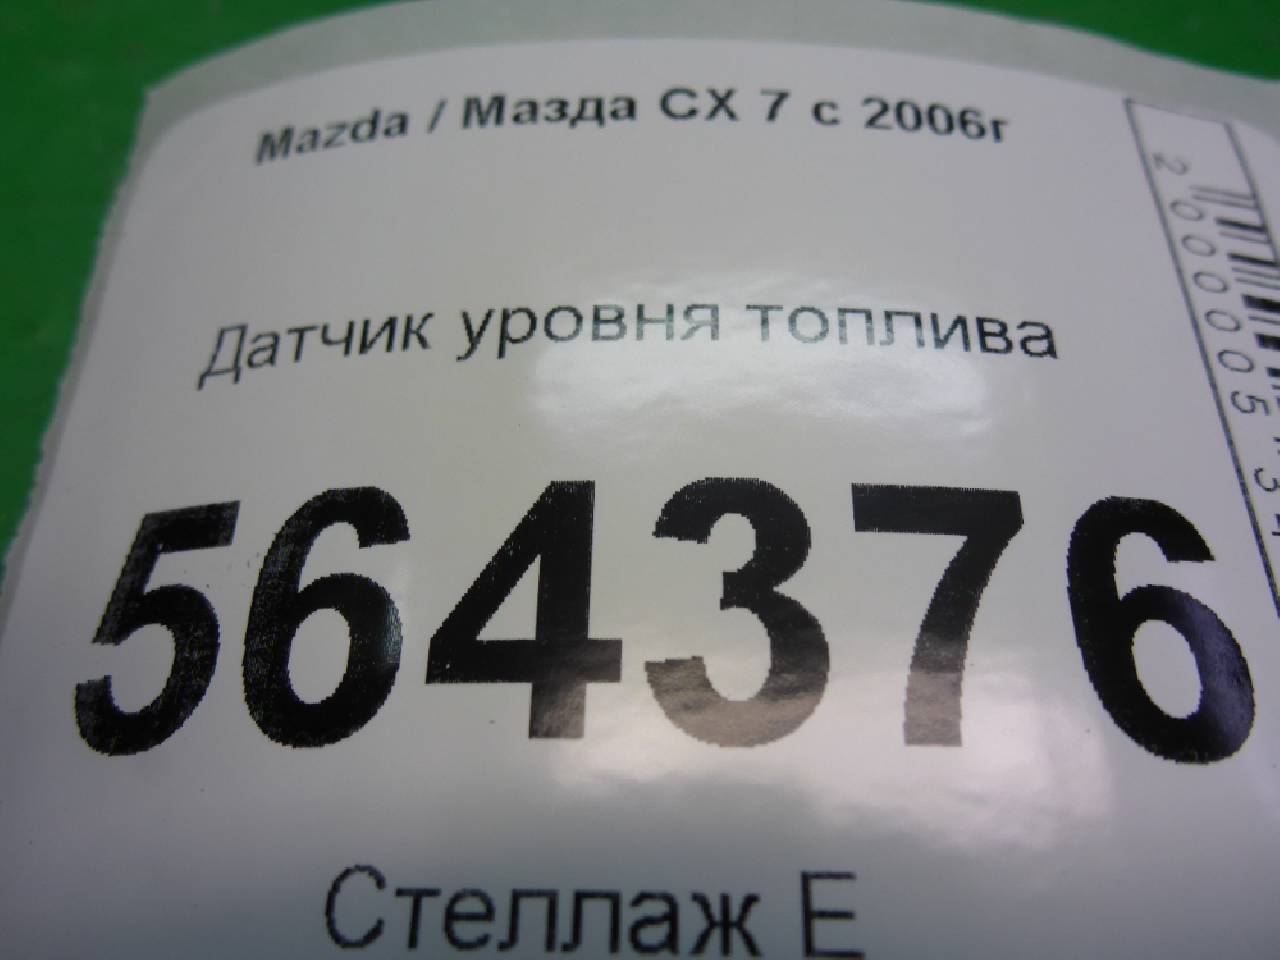 Mazda / Мазда CX 7 с 2006г
Датчик уровня топлива
564376
Стеллаж Е